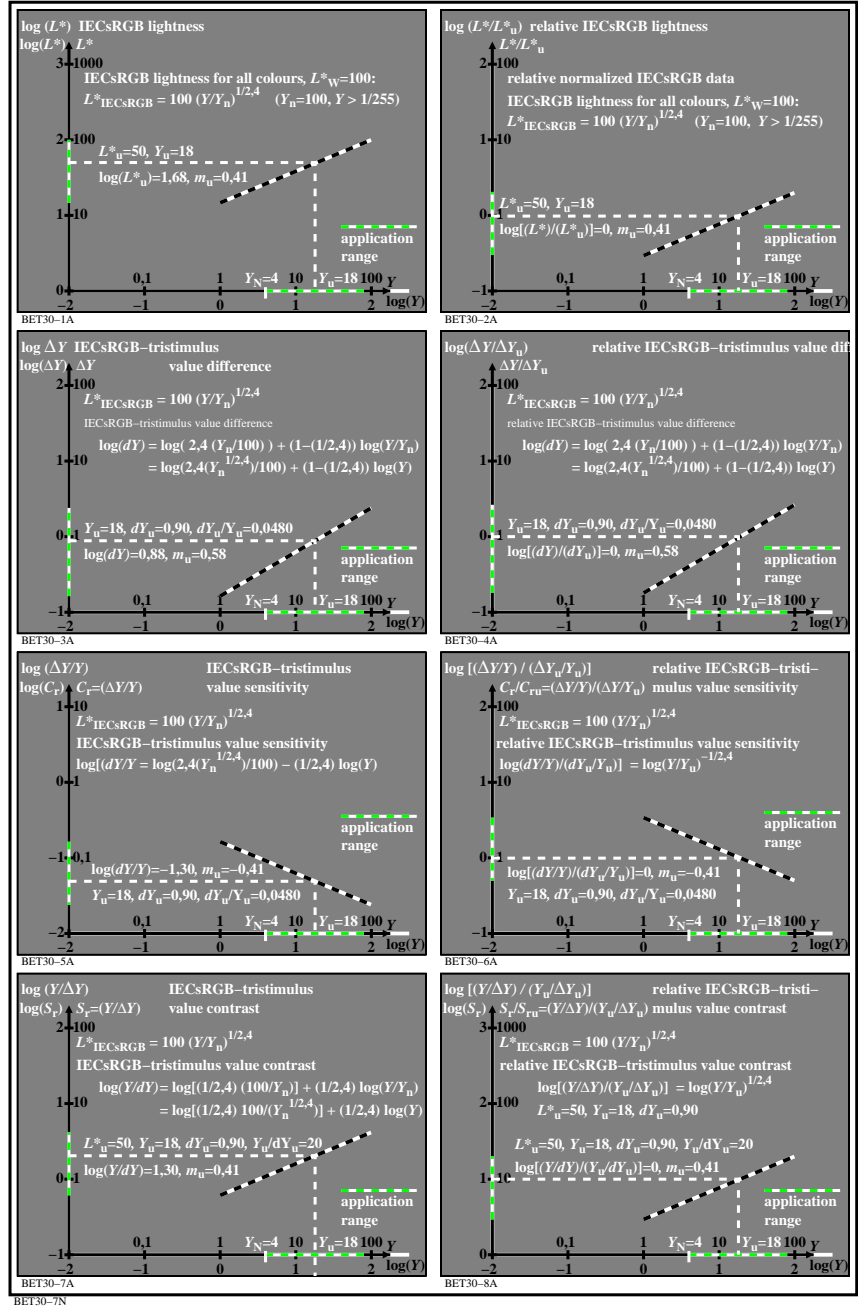 log (L*) IECsRGB lightness
log(L*) L*
3 1000
IECsRGB lightness for all colours, L*W=100:
L*IECsRGB = 100 (Y/Yn)^1/2,4 (Yn=100, Y > 1/255)
2 100
L*u=50, Yu=18
log(L*u)=1,68, mu=0,41
1 10
application
range
0,1 1 YN=4 10 Yu=18 100 Y
0
−2 −1 0 1 2 log(Y)
BET30−1A
log (L*/L*u) relative IECsRGB lightness
L*/L*u
2 100
relative normalized IECsRGB data
IECsRGB lightness for all colours, L*W=100:
L*IECsRGB = 100 (Y/Yn)^1/2,4 (Yn=100, Y > 1/255)
1 10
L*u=50, Yu=18
0 1
log[(L*)/(L*u)]=0, mu=0,41
application
range
0,1 1 YN=4 10 Yu=18 100 Y
−1
−2 −1 0 1 2 log(Y)
BET30−2A
log ΔY IECsRGB−tristimulus
log(ΔY) ΔY value difference
2 100
L*IECsRGB = 100 (Y/Yn)^1/2,4
IECsRGB−tristimulus value difference
log(dY) = log( 2,4 (Yn/100) ) + (1−(1/2,4)) log(Y/Yn)
1 10
= log(2,4(Yn^1/2,4)/100) + (1−(1/2,4)) log(Y)
Yu=18, dYu=0,90, dYu/Yu=0,0480
0 1
log(dY)=0,88, mu=0,58
application
range
0,1 1 YN=4 10 Yu=18 100 Y
−1
−2 −1 0 1 2 log(Y)
BET30−3A
log(ΔY/ΔYu) relative IECsRGB−tristimulus value dif
ΔY/ΔYu
2 100
L*IECsRGB = 100 (Y/Yn)^1/2,4
relative IECsRGB−tristimulus value difference
log(dY) = log( 2,4 (Yn/100) ) + (1−(1/2,4)) log(Y/Yn)
1 10
= log(2,4(Yn^1/2,4)/100) + (1−(1/2,4)) log(Y)
Yu=18, dYu=0,90, dYu/Yu=0,0480
0 1
log[(dY)/(dYu)]=0, mu=0,58
application
range
0,1 1 YN=4 10 Yu=18 100 Y
−1
−2 −1 0 1 2 log(Y)
BET30−4A
log (ΔY/Y) IECsRGB−tristimulus
log(Cr) Cr=(ΔY/Y) value sensitivity
1 100
L*IECsRGB = 100 (Y/Yn)^1/2,4
IECsRGB−tristimulus value sensitivity
log[(dY/Y = log(2,4(Yn^1/2,4)/100) − (1/2,4) log(Y)
0 1
application
range
−1 0,1
log(dY/Y)=−1,30, mu=−0,41
Yu=18, dYu=0,90, dYu/Yu=0,0480
0,1 1 YN=4 10 Yu=18 100 Y
−2
−2 −1 0 1 2 log(Y)
BET30−5A
log [(ΔY/Y) / (ΔYu/Yu)] relative IECsRGB−tristi−
Cr/Cru=(ΔY/Y)/(ΔY/Yu) mulus value sensitivity
2 100
L*IECsRGB = 100 (Y/Yn)^1/2,4
relative IECsRGB−tristimulus value sensitivity
log(dY/Y)/(dYu/Yu)] = log(Y/Yu)^−1/2,4
1 10
application
range
0 1
log[(dY/Y)/(dYu/Yu)]=0, mu=−0,41
Yu=18, dYu=0,90, dYu/Yu=0,0480
0,1 1 YN=4 10 Yu=18 100 Y
−1
−2 −1 0 1 2 log(Y)
BET30−6A
log (Y/ΔY) IECsRGB−tristimulus
log(Sr) Sr=(Y/ΔY) value contrast
2 100
L*IECsRGB = 100 (Y/Yn)^1/2,4
IECsRGB−tristimulus value contrast
log(Y/dY) = log[(1/2,4) (100/Yn)] + (1/2,4) log(Y/Yn)
1 10
= log[(1/2,4) 100/(Yn^1/2,4)] + (1/2,4) log(Y)
L*u=50, Yu=18, dYu=0,90, Yu/dYu=20
log(Y/dY)=1,30, mu=0,41
0 1
application
range
0,1 1 YN=4 10 Yu=18 100 Y
−1
−2 −1 0 1 2 log(Y)
BET30−7A
log [(Y/ΔY) / (Yu/ΔYu)] relative IECsRGB−tristi−
log(Sr) Sr/Sru=(Y/ΔY)/(Yu/ΔYu) mulus value contrast
3 1000
L*IECsRGB = 100 (Y/Yn)^1/2,4
relative IECsRGB−tristimulus value contrast
log[(Y/ΔY)/(Yu/ΔYu)] = log(Y/Yu)^1/2,4
2 100
L*u=50, Yu=18, dYu=0,90
L*u=50, Yu=18, dYu=0,90, Yu/dYu=20
log[(Y/dY)/(Yu/dYu)]=0, mu=0,41
1 10
application
range
0,1 1 YN=4 10 Yu=18 100 Y
0
−2 −1 0 1 2 log(Y)
BET30−8A
BET30−7N